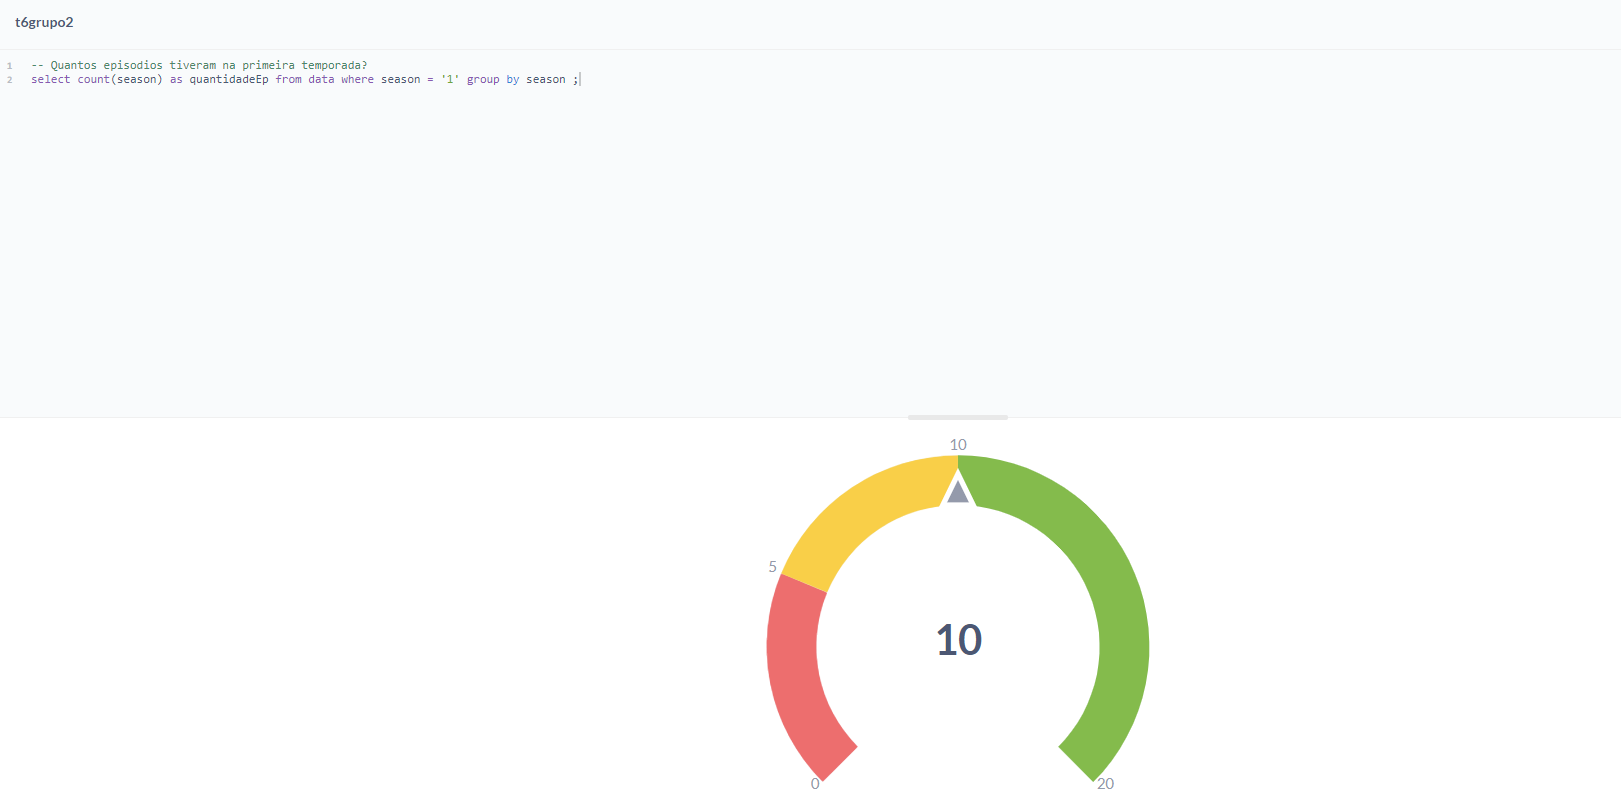 t6grupo2
1 -- Quantos episodios tiveram na primeira temporada?
2 select count(season) as quantidadeEp from data where season = '1' group by season ;
10
5
10
0
20